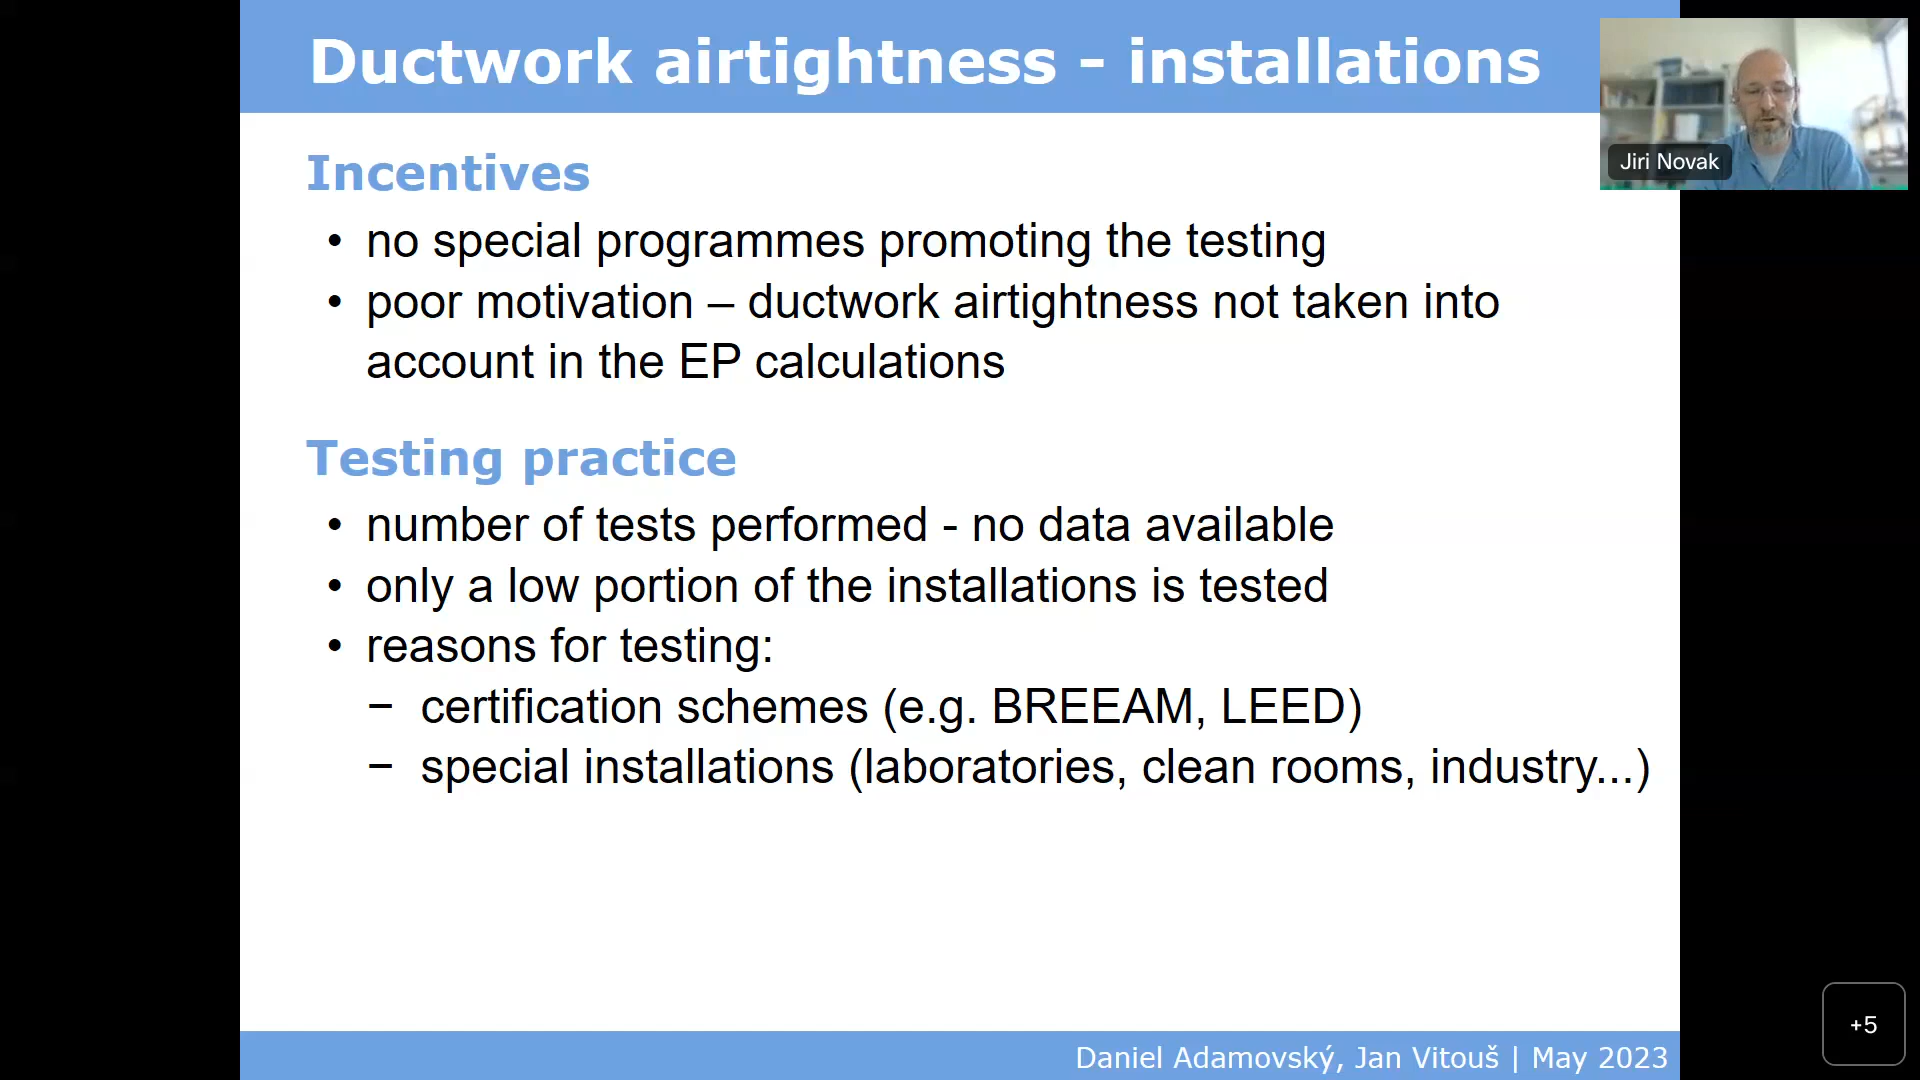 Ductwork airtightness - installations
Jiri Novak
Incentives
• no special programmes promoting the testing
• poor motivation – ductwork airtightness not taken into
account in the EP calculations
Testing practice
• number of tests performed - no data available
• only a low portion of the installations is tested
• reasons for testing:
− certification schemes (e.g. BREEAM, LEED)
− special installations (laboratories, clean rooms, industry...)
+5
Daniel Adamovský, Jan Vitouš | May 2023